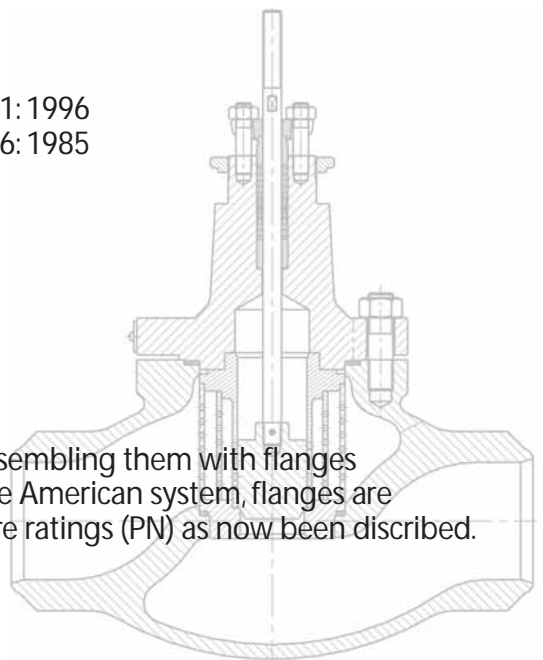 1: 1996
6: 1985
sembling them with flanges
e American system, flanges are
re ratings (PN) as now been discribed.